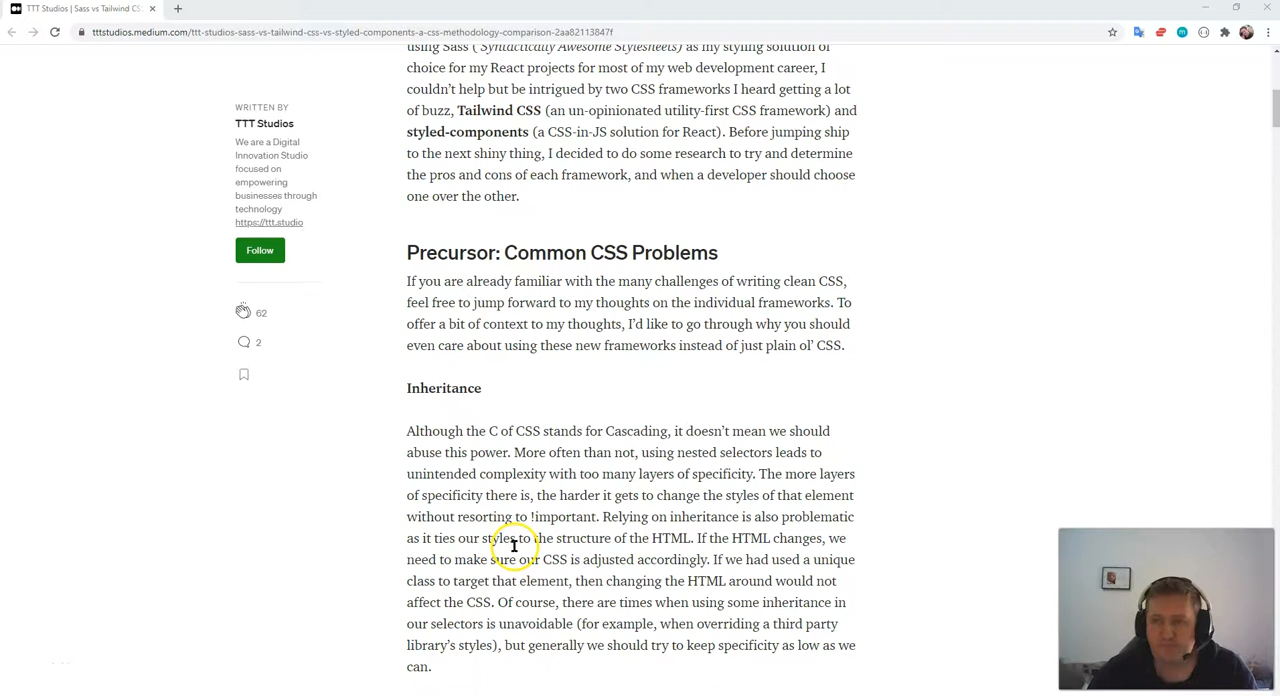 TTT Studios | Sass vs Tailwind CS
tttstudios.medium.com/ttt-studios-sass-vs-tailwind-css-vs-styled-components-a-css-methodology-comparison-2aa82113847f
WRITTEN BY
TTT Studios
We are a Digital
Innovation Studio
focused on
empowering
businesses through
technology
https://ttt.studio
Follow
62
2
using Sass (Syntactically Awesome Stylesheets) as my styling solution of
choice for my React projects for most of my web development career, I
couldn’t help but be intrigued by two CSS frameworks I heard getting a lot
of buzz, Tailwind CSS (an un-opinionated utility-first CSS framework) and
styled-components (a CSS-in-JS solution for React). Before jumping ship
to the next shiny thing, I decided to do some research to try and determine
the pros and cons of each framework, and when a developer should choose
one over the other.
Precursor: Common CSS Problems
If you are already familiar with the many challenges of writing clean CSS,
feel free to jump forward to my thoughts on the individual frameworks. To
offer a bit of context to my thoughts, I’d like to go through why you should
even care about using these new frameworks instead of just plain ol’ CSS.
Inheritance
Although the C of CSS stands for Cascading, it doesn’t mean we should
abuse this power. More often than not, using nested selectors leads to
unintended complexity with too many layers of specificity. The more layers
of specificity there is, the harder it gets to change the styles of that element
without resorting to !important. Relying on inheritance is also problematic
as it ties our styles to the structure of the HTML. If the HTML changes, we
need to make sure our CSS is adjusted accordingly. If we had used a unique
class to target that element, then changing the HTML around would not
affect the CSS. Of course, there are times when using some inheritance in
our selectors is unavoidable (for example, when overriding a third party
library’s styles), but generally we should try to keep specificity as low as we
can.